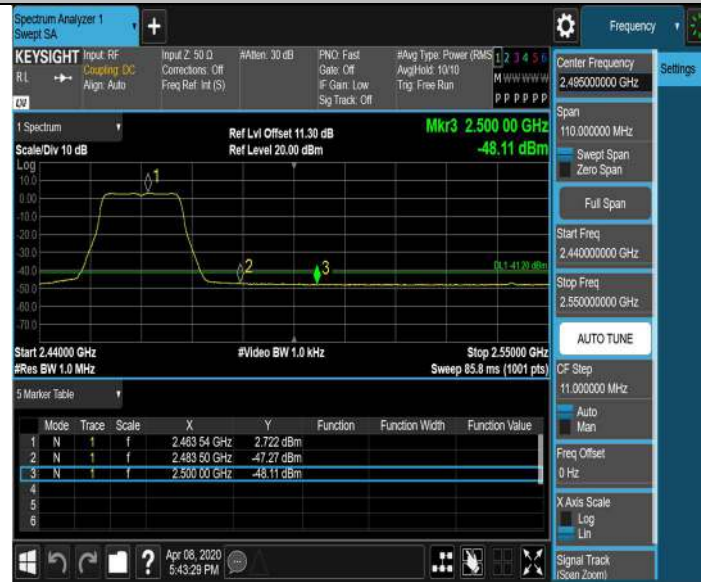 Spectrum Analyzer 1
Swept SA
+
Frequency
KEYSIGHT
RL
Input: RF
Coupling: DC
Align: Auto
Input Z: 50 Ω
Corrections: Off
Freq Ref: Int (S)
#Atten: 30 dB
PNO: Fast
Gate: Off
IF Gain: Low
Sig Track: Off
#Avg Type: Power (RMS
Avg|Hold: 10/10
Trig: Free Run
1 2 3 4 5 6
M W W W W W
P P P P P P
1 Spectrum
Scale/Div 10 dB
Ref Lvl Offset 11.30 dB
Ref Level 20.00 dBm
Mkr3 2.500 00 GHz
-48.11 dBm
Log
10.0
0.00
-10.0
-20.0
-30.0
-40.0
-50.0
-60.0
-70.0
1
2
3
DL1 -41.20 dBm
Start 2.44000 GHz
#Res BW 1.0 MHz
#Video BW 1.0 kHz
Stop 2.55000 GHz
Sweep 85.8 ms (1001 pts)
5 Marker Table
Mode Trace Scale X Y Function Function Width Function Value
1 N 1 f 2.463 54 GHz 2.722 dBm
2 N 1 f 2.483 50 GHz -47.27 dBm
3 N 1 f 2.500 00 GHz -48.11 dBm
4
5
6
?
Apr 08, 2020
5:43:29 PM
Center Frequency
2.495000000 GHz
Settings
Span
110.000000 MHz
Swept Span
Zero Span
Full Span
Start Freq
2.440000000 GHz
Stop Freq
2.550000000 GHz
AUTO TUNE
CF Step
11.000000 MHz
Auto
Man
Freq Offset
0 Hz
X Axis Scale
Log
Lin
Signal Track
(Span Zoom)